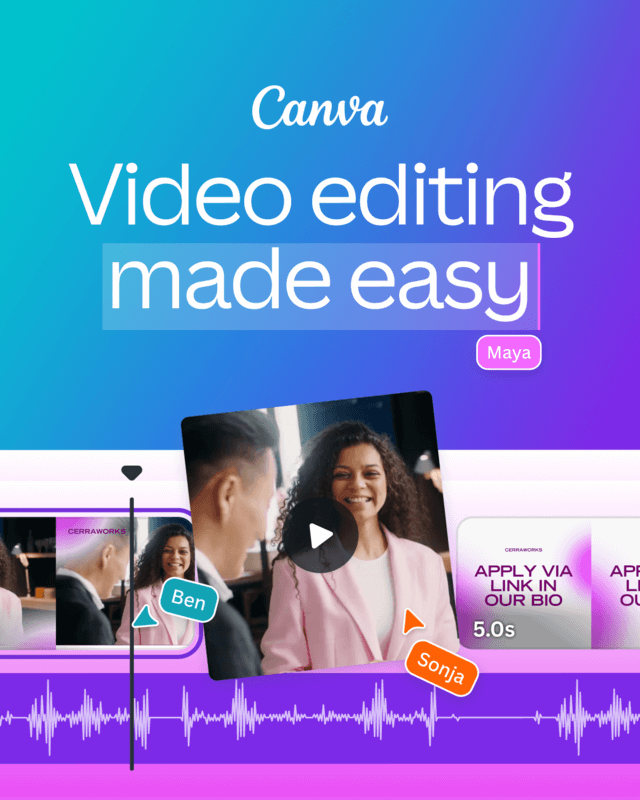 Canva
Video editing
made easy
Maya
CERRAWORKS
Ben
Sonja
CERRAWORKS
APPLY VIA
LINK IN
OUR BIO
5.0s